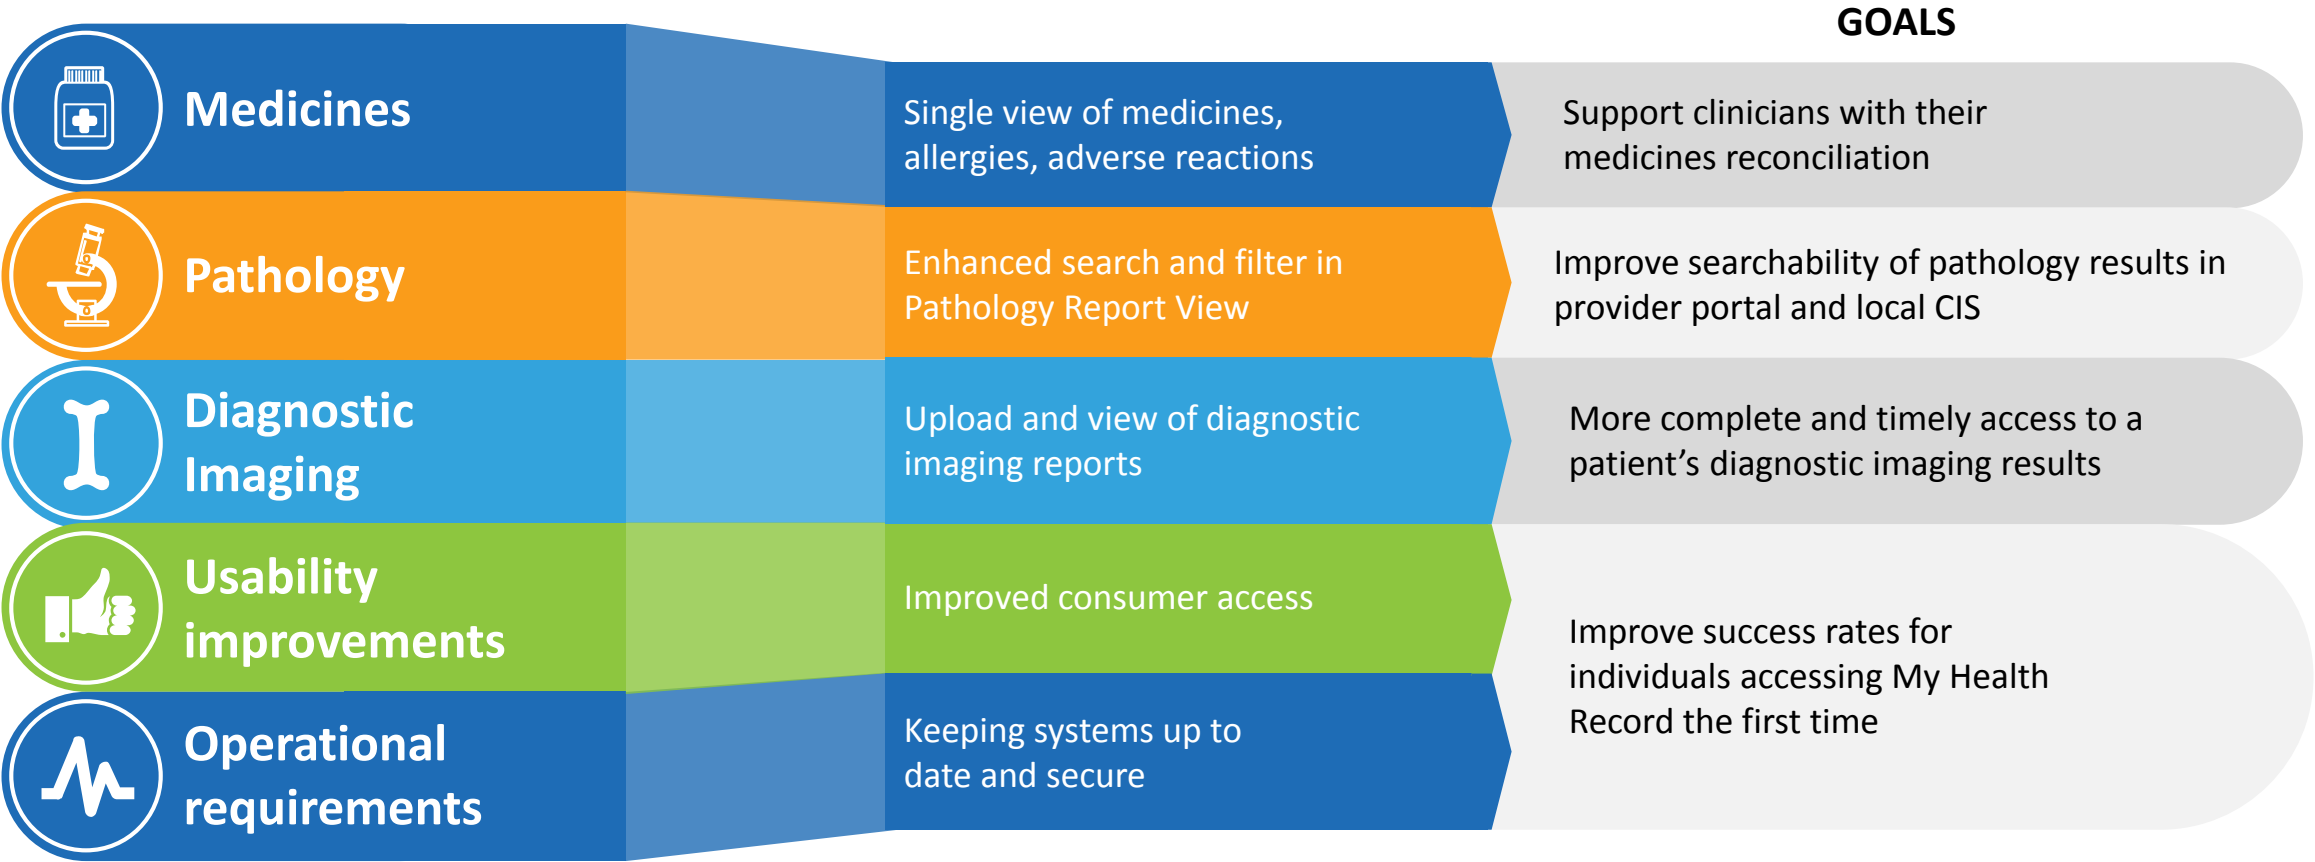 GOALS
Medicines
Single view of medicines,
allergies, adverse reactions
Support clinicians with their
medicines reconciliation
Pathology
Enhanced search and filter in
Pathology Report View
Improve searchability of pathology results in
provider portal and local CIS
Diagnostic
Imaging
Upload and view of diagnostic
imaging reports
More complete and timely access to a
patient’s diagnostic imaging results
Usability
improvements
Improved consumer access
Operational
requirements
Keeping systems up to
date and secure
Improve success rates for
individuals accessing My Health
Record the first time